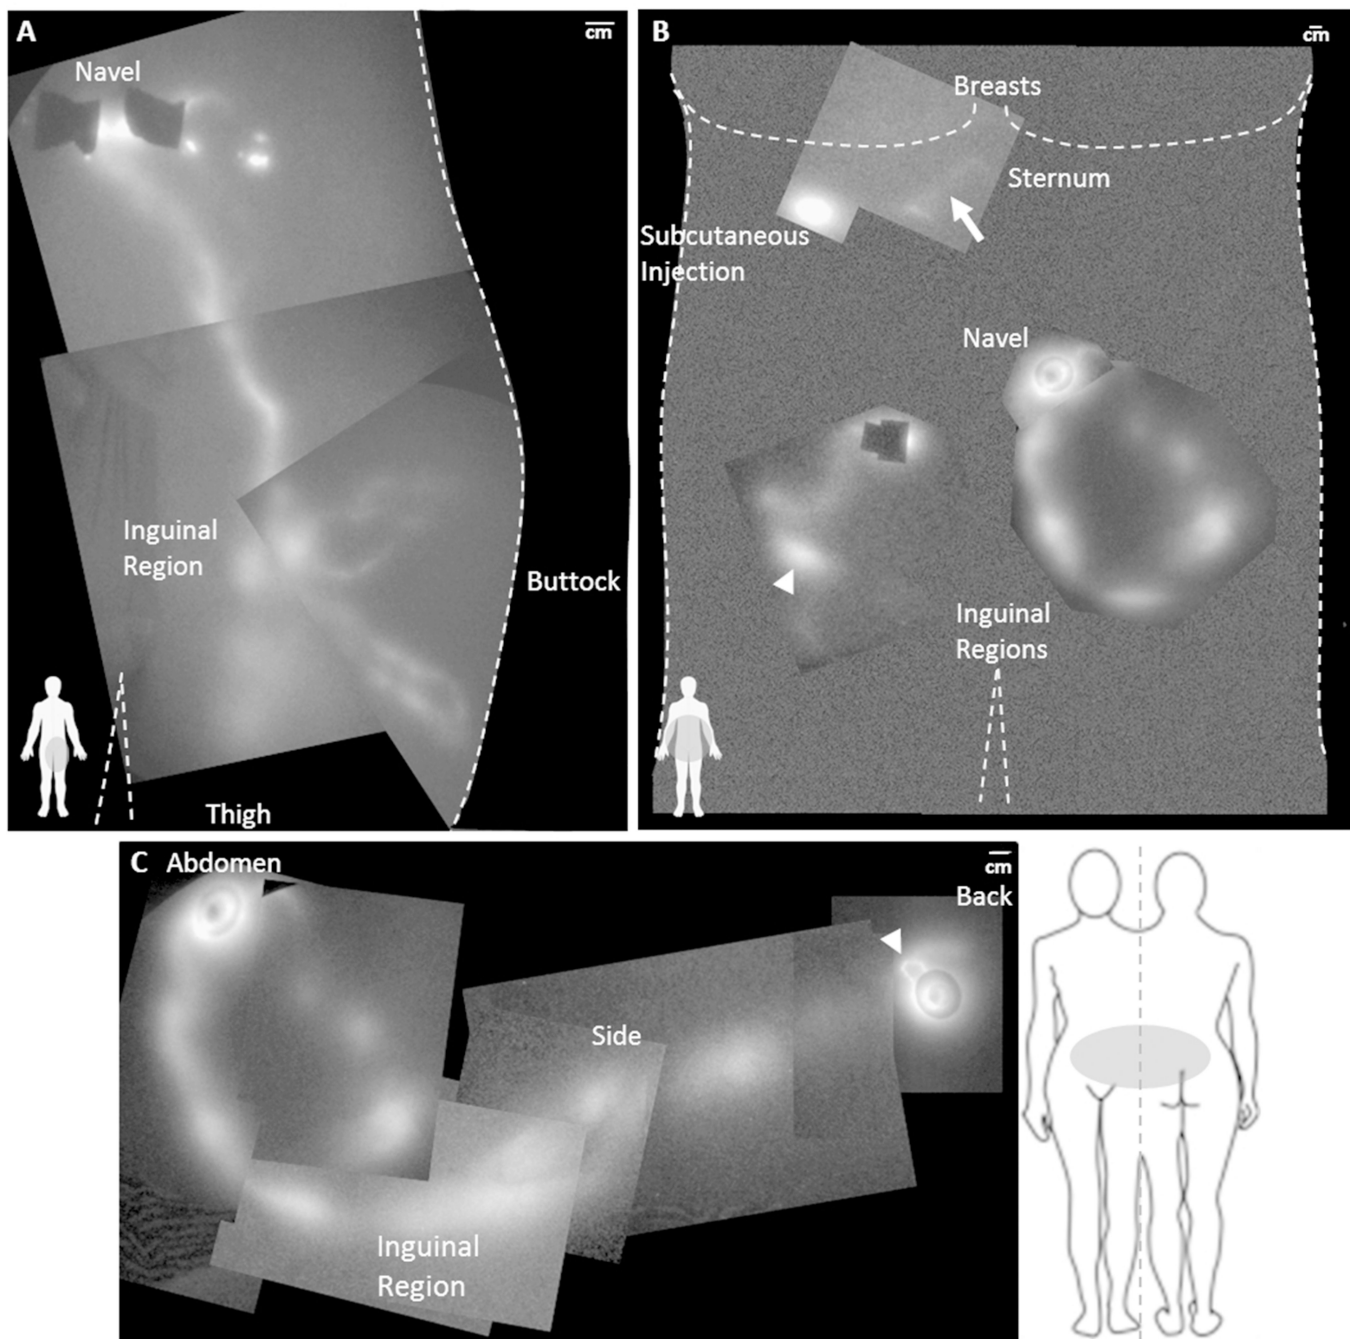 A
cm
Navel
Inguinal
Region
Buttock
Thigh
B
cm
Breasts
Sternum
Subcutaneous
Injection
Navel
Inguinal
Regions
C Abdomen
cm
Back
Side
Inguinal
Region